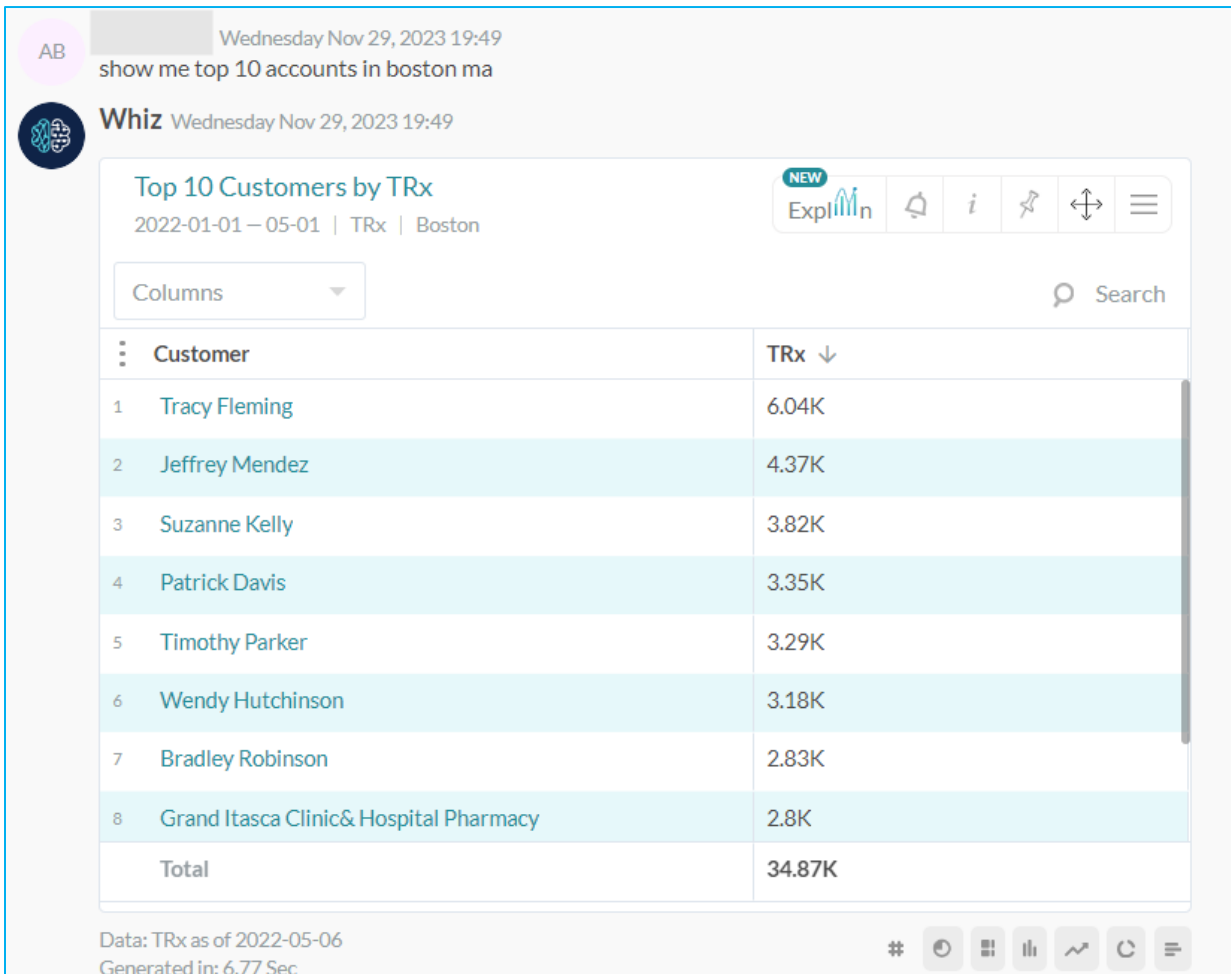 AB
Wednesday Nov 29, 2023 19:49
show me top 10 accounts in boston ma
Whiz Wednesday Nov 29, 2023 19:49
Top 10 Customers by TRx
2022-01-01 — 05-01 | TRx | Boston
NEW
Explain
i
Columns
Search
Customer TRx
1 Tracy Fleming 6.04K
2 Jeffrey Mendez 4.37K
3 Suzanne Kelly 3.82K
4 Patrick Davis 3.35K
5 Timothy Parker 3.29K
6 Wendy Hutchinson 3.18K
7 Bradley Robinson 2.83K
8 Grand Itasca Clinic& Hospital Pharmacy 2.8K
Total 34.87K
Data: TRx as of 2022-05-06
#
Generated in: 6.77 Sec